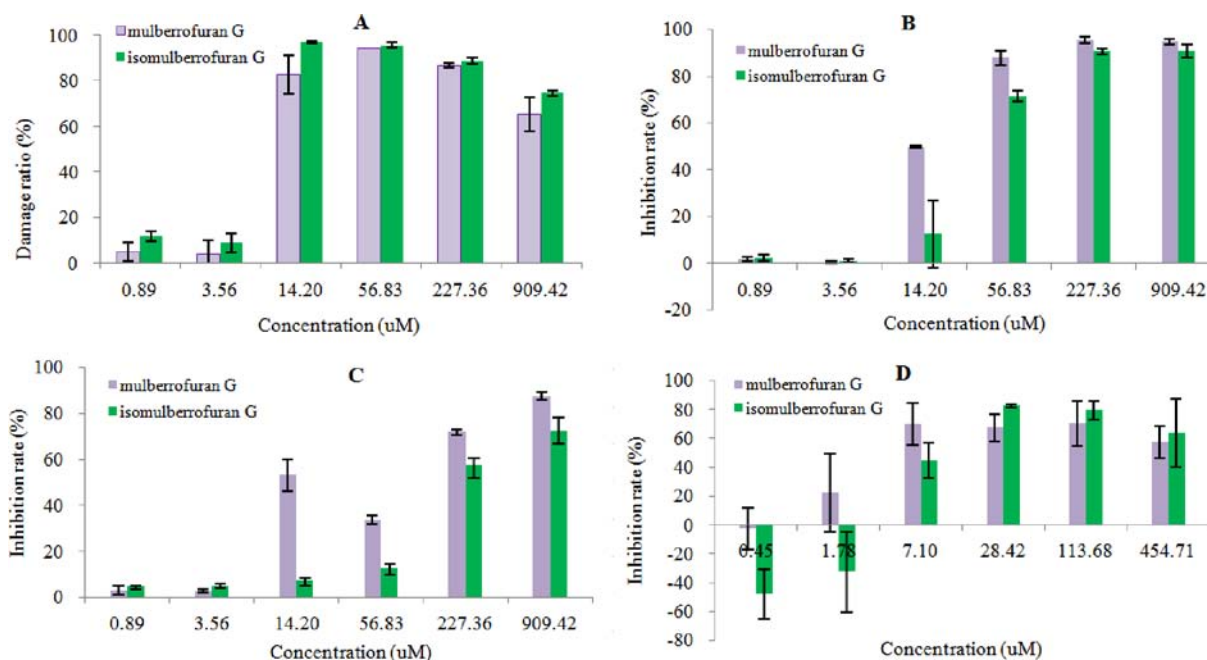 A
mulberrofuran G
isomulberrofuran G
Damage ratio (%)
100
80
60
40
20
0
0.89 3.56 14.20 56.83 227.36 909.42
Concentration (uM)
B
mulberrofuran G
isomulberrofuran G
Inhibition rate (%)
100
80
60
40
20
0
-20
0.89 3.56 14.20 56.83 227.36 909.42
Concentration (uM)
C
mulberrofuran G
isomulberrofuran G
Inhibition rate (%)
100
80
60
40
20
0
0.89 3.56 14.20 56.83 227.36 909.42
Concentration (uM)
D
mulberrofuran G
isomulberrofuran G
Inhibition rate (%)
100
80
60
40
20
0
-20
-40
-60
-80
0.45 1.78 7.10 28.42 113.68 454.71
Concentration (uM)